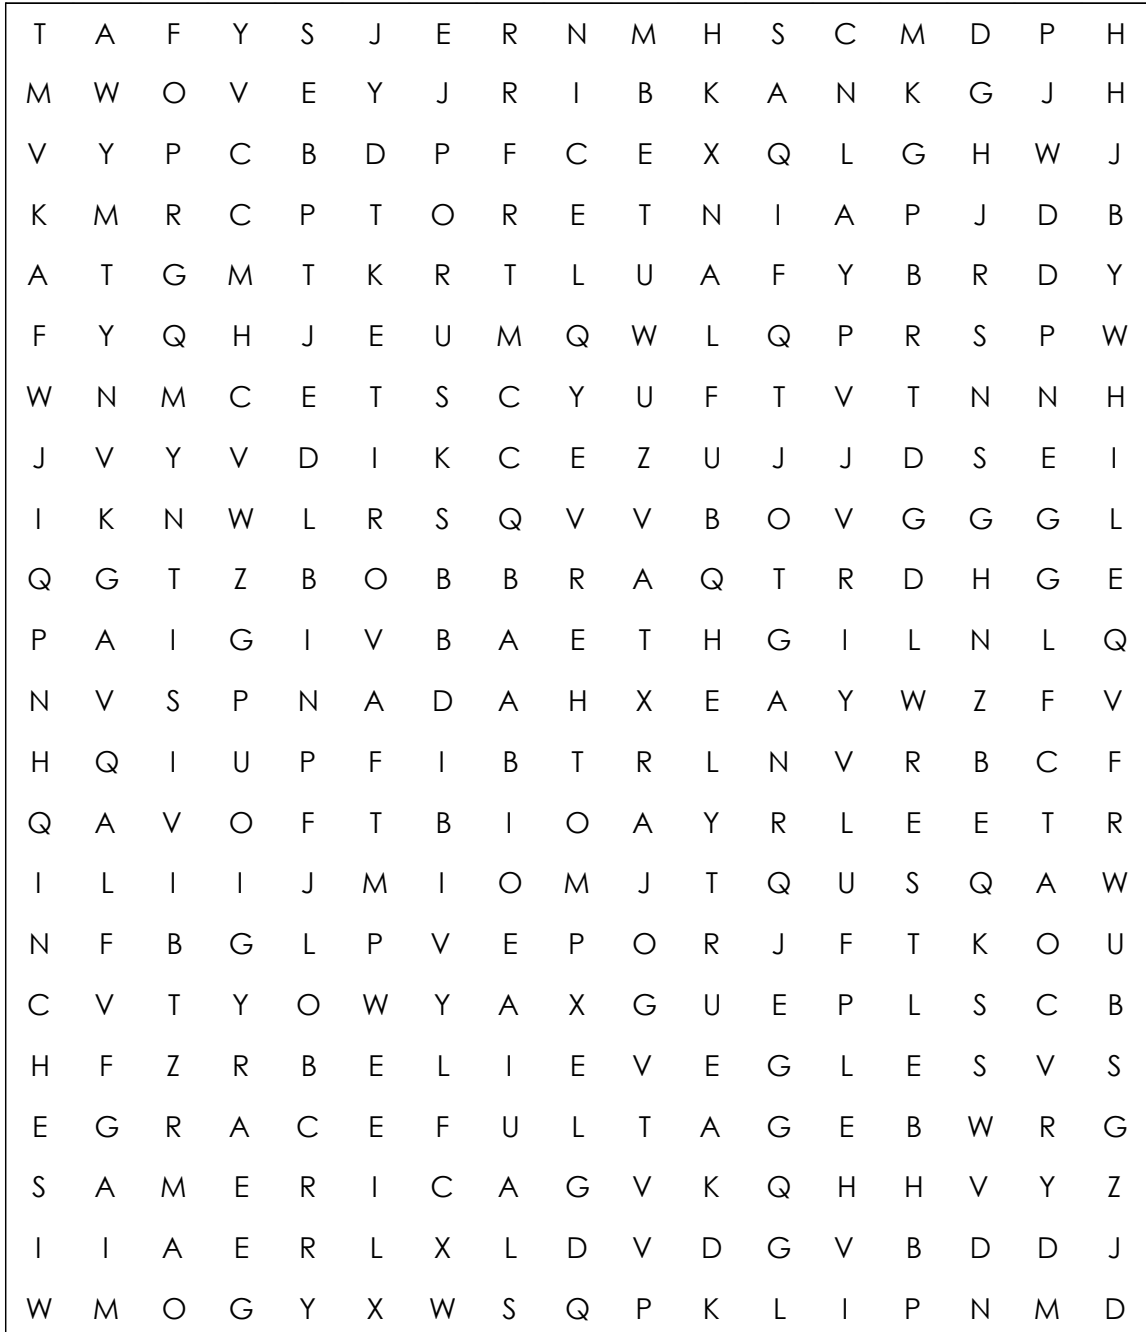 T A F Y S J E R N M H S C M D P H
M W O V E Y J R I B K A N K G J H
V Y P C B D P F C E X Q L G H W J
K M R C P T O R E T N I A P J D B
A T G M T K R T L U A F Y B R D Y
F Y Q H J E U M Q W L Q P R S P W
W N M C E T S C Y U F T V T N N H
J V Y V D I K C E Z U J J D S E I
I K N W L R S Q V V B O V G G G L
Q G T Z B O B B R A Q T R D H G E
P A I G I V B A E T H G I L N L Q
N V S P N A D A H X E A Y W Z F V
H Q I U P F I B T R L N V R B C F
Q A V O F T B I O A Y R L E E T R
I L I I J M I O M J T Q U S Q A W
N F B G L P V E P O R J F T K O U
C V T Y O W Y A X G U E P L S C B
H F Z R B E L I E V E G L E S V S
E G R A C E F U L T A G E B W R G
S A M E R I C A G V K Q H H V Y Z
I I A E R L X L D V D G V B D D J
W M O G Y X W S Q P K L I P N M D